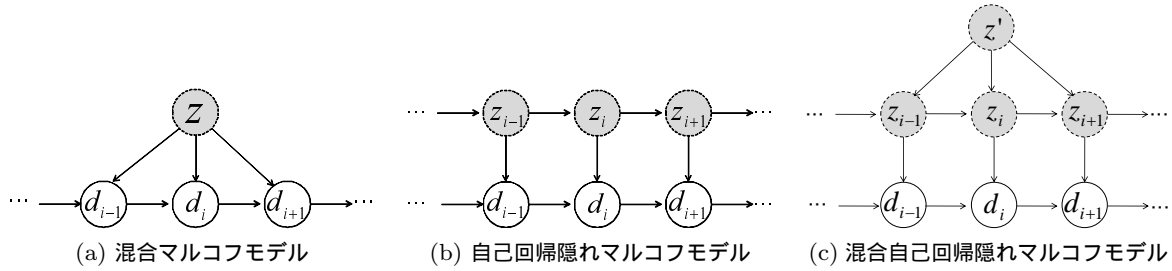 z'
z
… z_{i-1} z_i z_{i+1} …
… z_{i-1} z_i z_{i+1} …
… d_{i-1} d_i d_{i+1} …
… d_{i-1} d_i d_{i+1} …
… d_{i-1} d_i d_{i+1} …
(a) 混合マルコフモデル
(b) 自己回帰隠れマルコフモデル
(c) 混合自己回帰隠れマルコフモデル